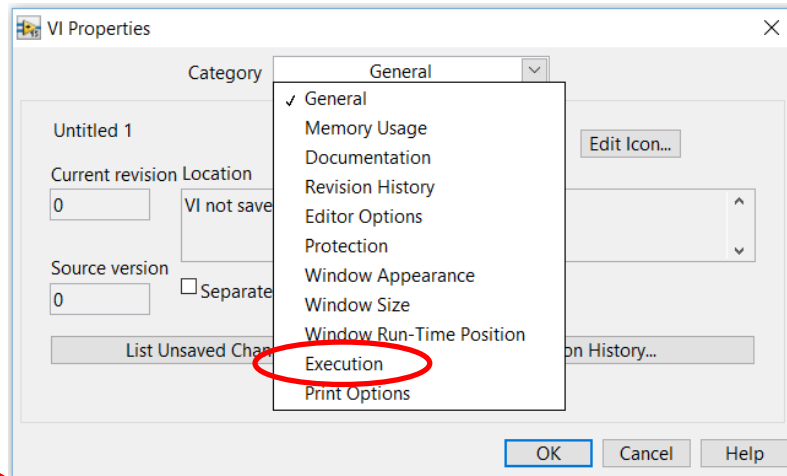 VI Properties
Category General
General
Memory Usage
Documentation
Revision History
Editor Options
Protection
Window Appearance
Window Size
Window Run-Time Position
Execution
Print Options
Untitled 1
Edit Icon...
Current revision Location
0
VI not save
Source version
0
Separate
List Unsaved Chan
on History...
OK Cancel Help